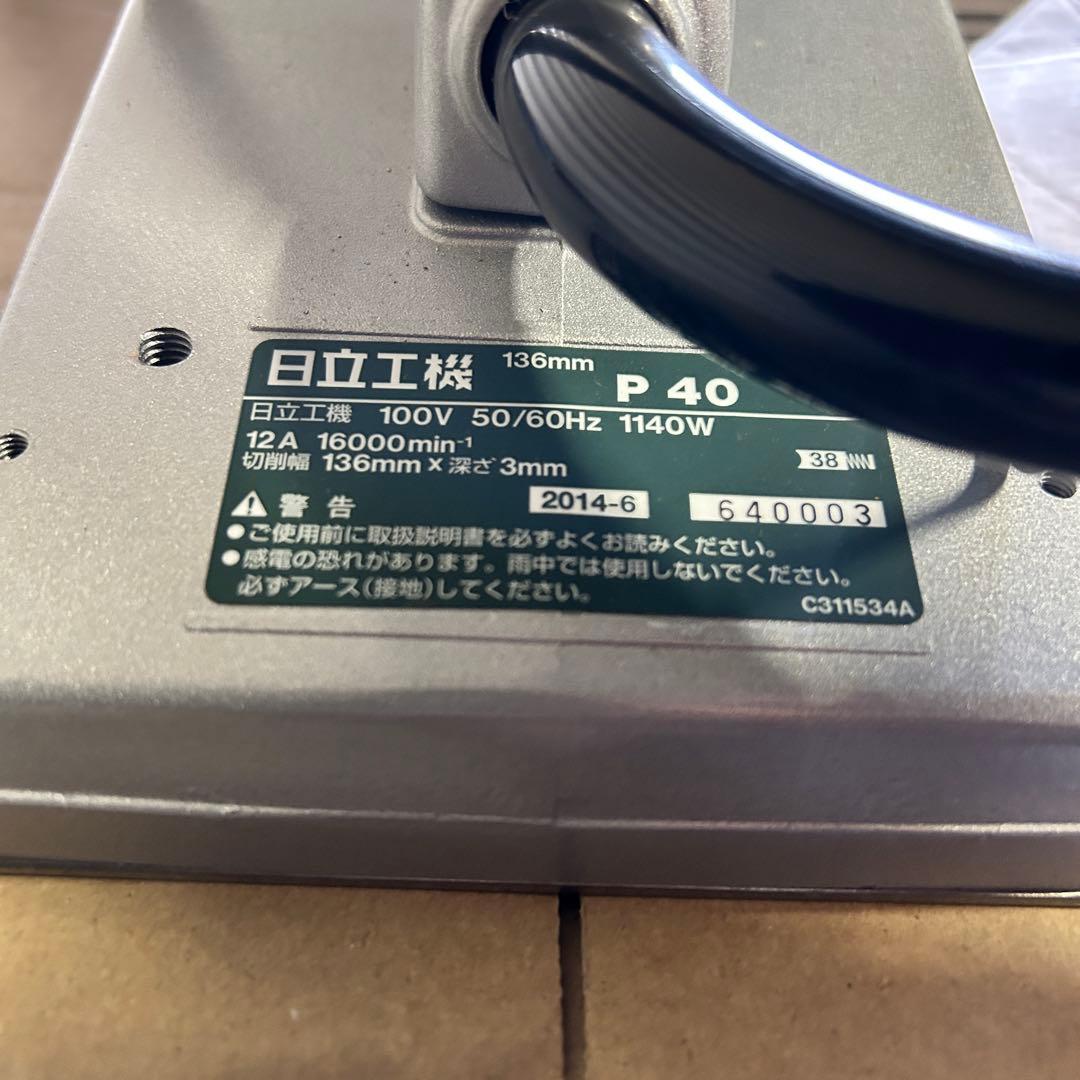 日立工機 136mm P 40
日立工機 100V 50/60Hz 1140W
12A 16000min⁻¹
切削幅 136mm×深さ3mm
38
警告 2014-6 640003
●ご使用前に取扱説明書を必ずよくお読みください。
●感電の恐れがあります。雨中では使用しないでください。
必ずアース(接地)してください。
C311534A